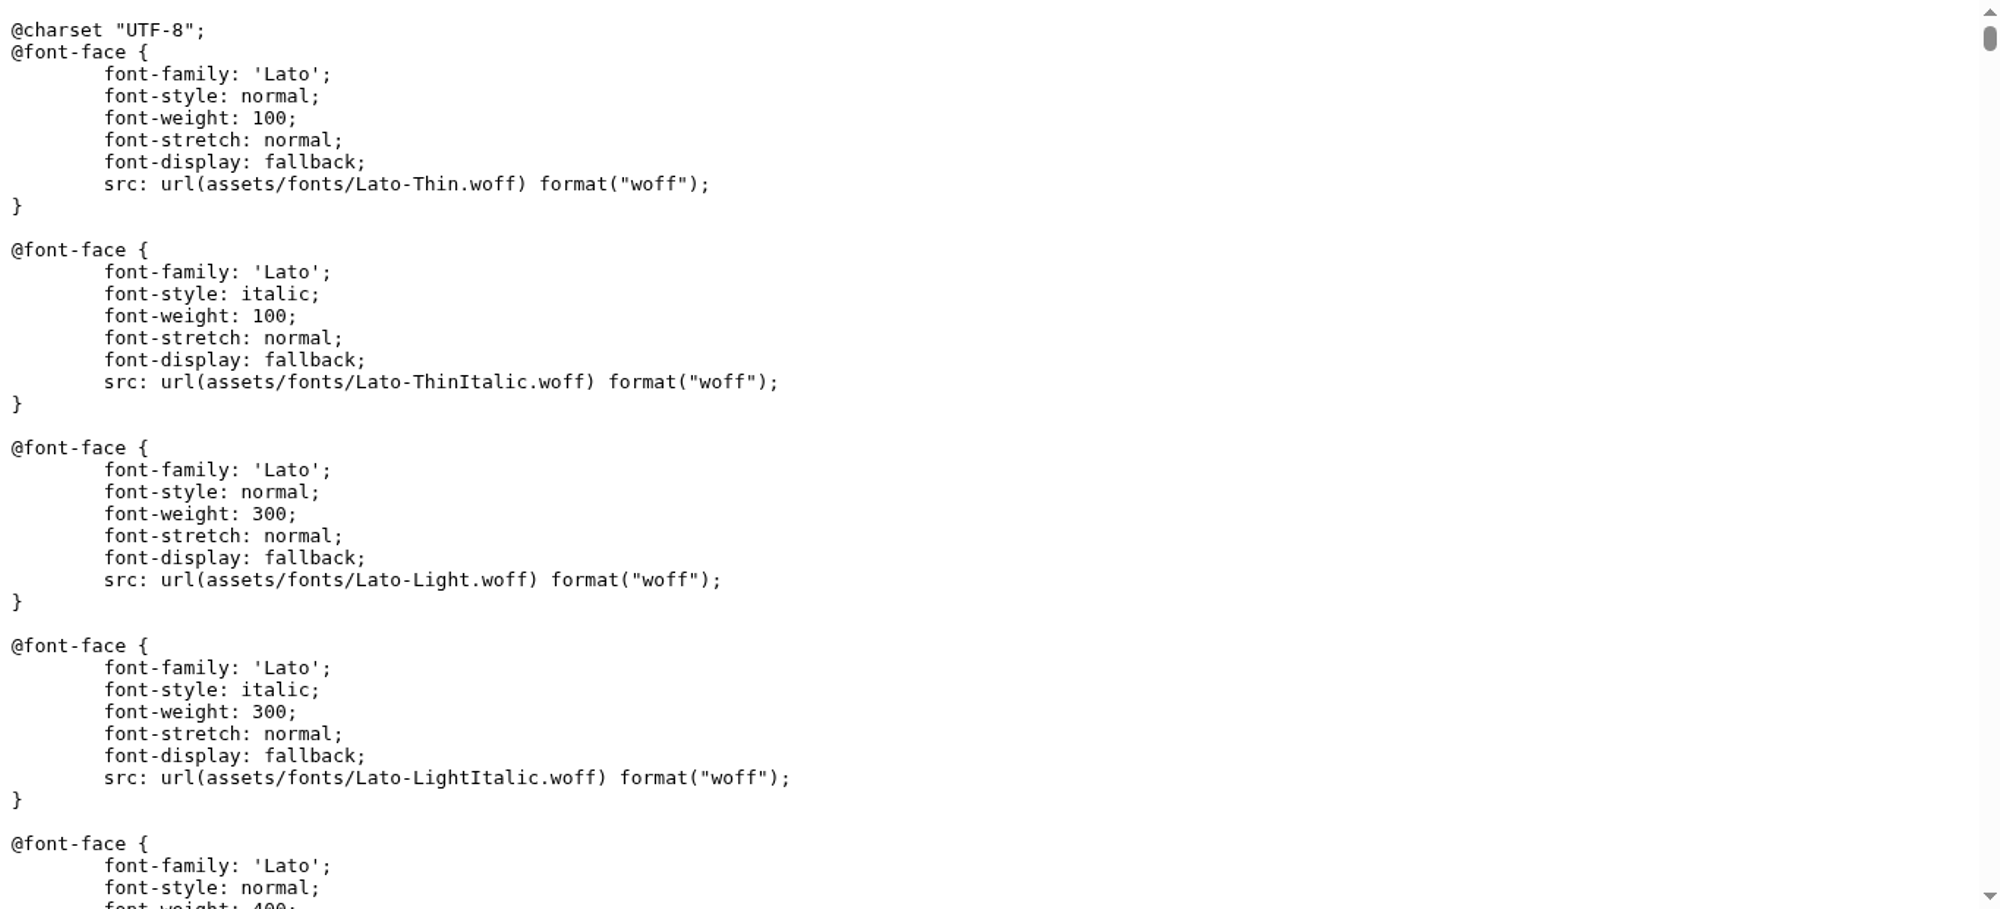 @charset "UTF-8";
@font-face {
        font-family: 'Lato';
        font-style: normal;
        font-weight: 100;
        font-stretch: normal;
        font-display: fallback;
        src: url(assets/fonts/Lato-Thin.woff) format("woff");
}

@font-face {
        font-family: 'Lato';
        font-style: italic;
        font-weight: 100;
        font-stretch: normal;
        font-display: fallback;
        src: url(assets/fonts/Lato-ThinItalic.woff) format("woff");
}

@font-face {
        font-family: 'Lato';
        font-style: normal;
        font-weight: 300;
        font-stretch: normal;
        font-display: fallback;
        src: url(assets/fonts/Lato-Light.woff) format("woff");
}

@font-face {
        font-family: 'Lato';
        font-style: italic;
        font-weight: 300;
        font-stretch: normal;
        font-display: fallback;
        src: url(assets/fonts/Lato-LightItalic.woff) format("woff");
}

@font-face {
        font-family: 'Lato';
        font-style: normal;
        font-weight: 400;